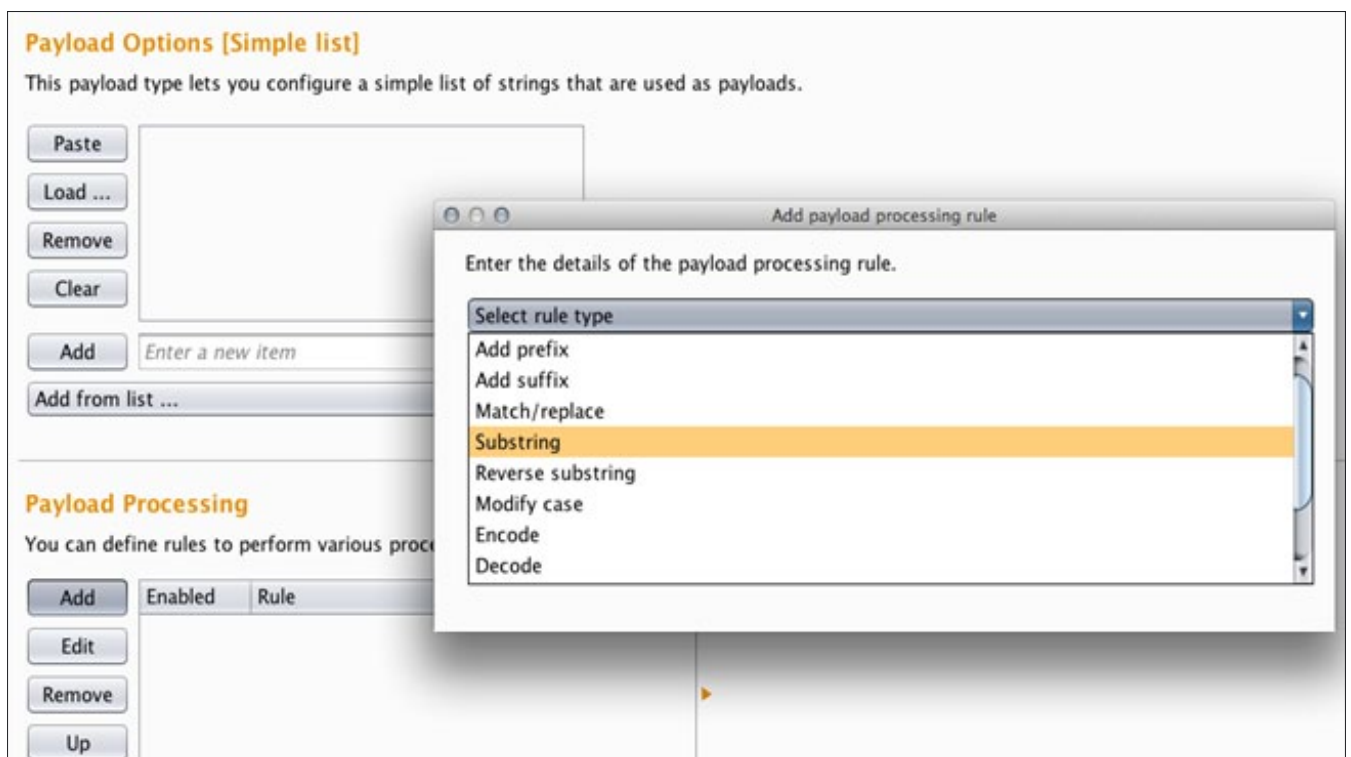 Payload Options [Simple list]
This payload type lets you configure a simple list of strings that are used as payloads.
Paste
Load ...
Remove
Clear
Add
Enter a new item
Add from list ...
Add payload processing rule
Enter the details of the payload processing rule.
Select rule type
Add prefix
Add suffix
Match/replace
Substring
Reverse substring
Modify case
Encode
Decode
Payload Processing
You can define rules to perform various
Add
Enabled
Rule
Edit
Remove
Up